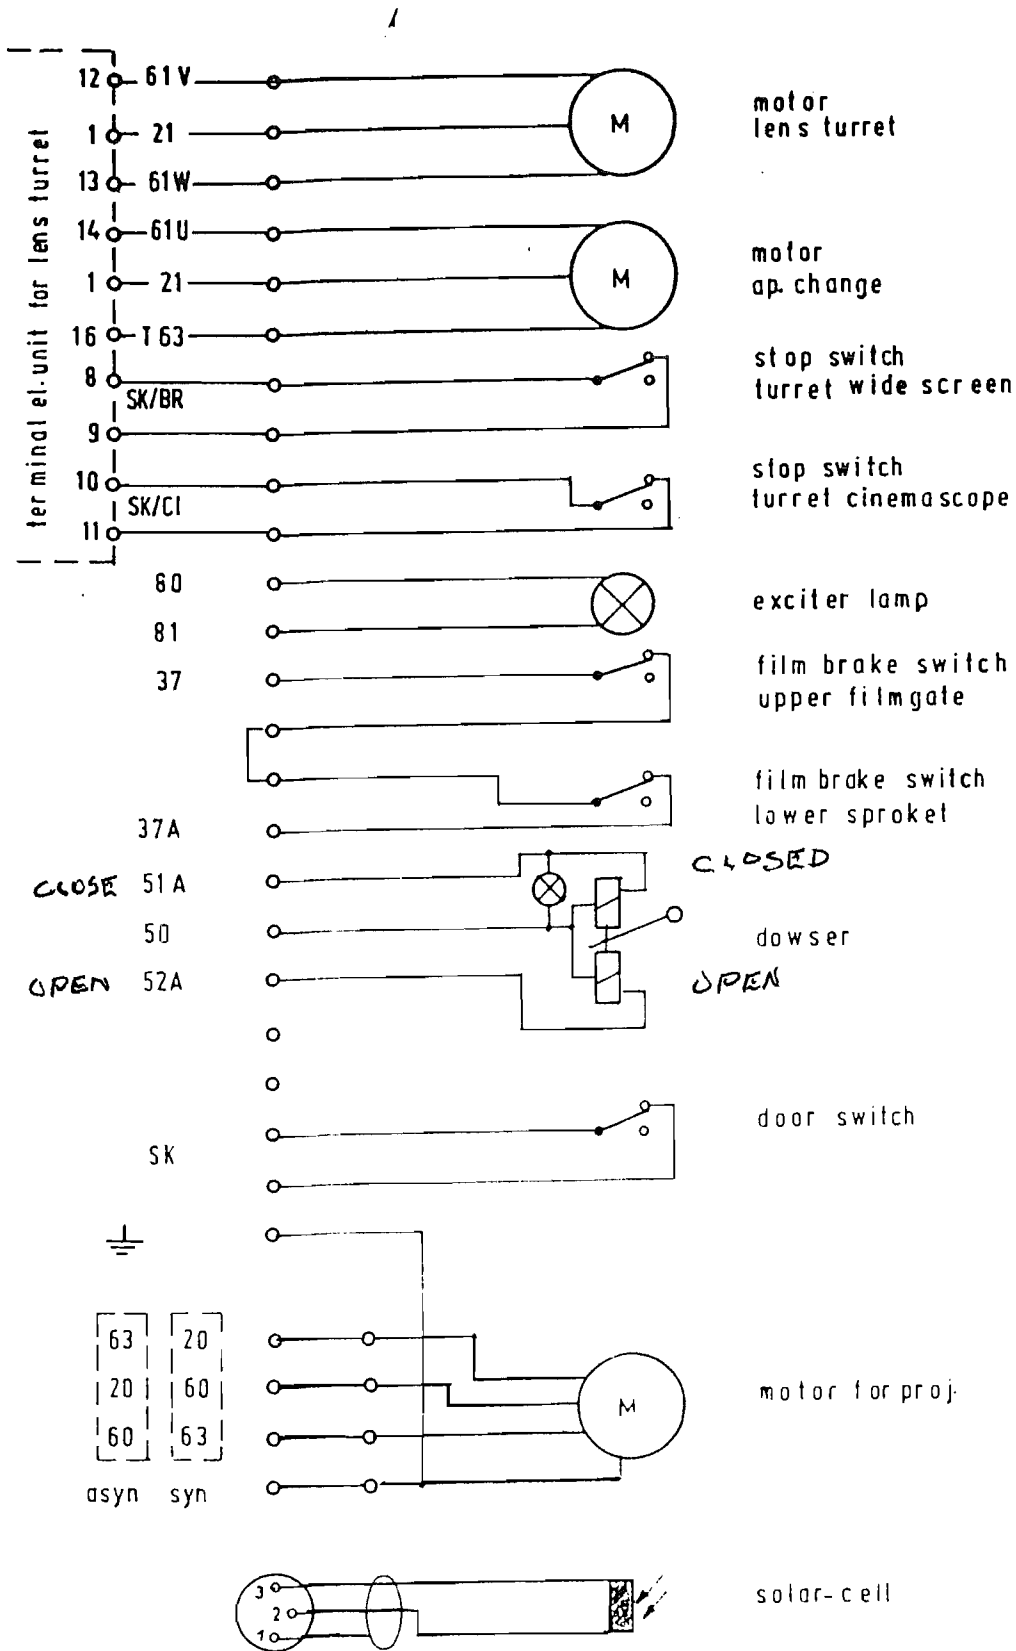 terminal el.-unit for lens turret
12 61V
1 21
13 61W
M
motor
lens turret
14 61U
1 21
16 T 63
M
motor
ap. change
8
SK/BR
9
stop switch
turret wide screen
10
SK/CI
11
stop switch
turret cinemascope
80
81
exciter lamp
37
film brake switch
upper filmgate
film brake switch
lower sproket
37A
CLOSE 51A
CLOSED
50
dowser
OPEN 52A
OPEN
door switch
SK
63 20
20 60
60 63
asyn syn
M
motor for proj.
3
2
1
solar-cell